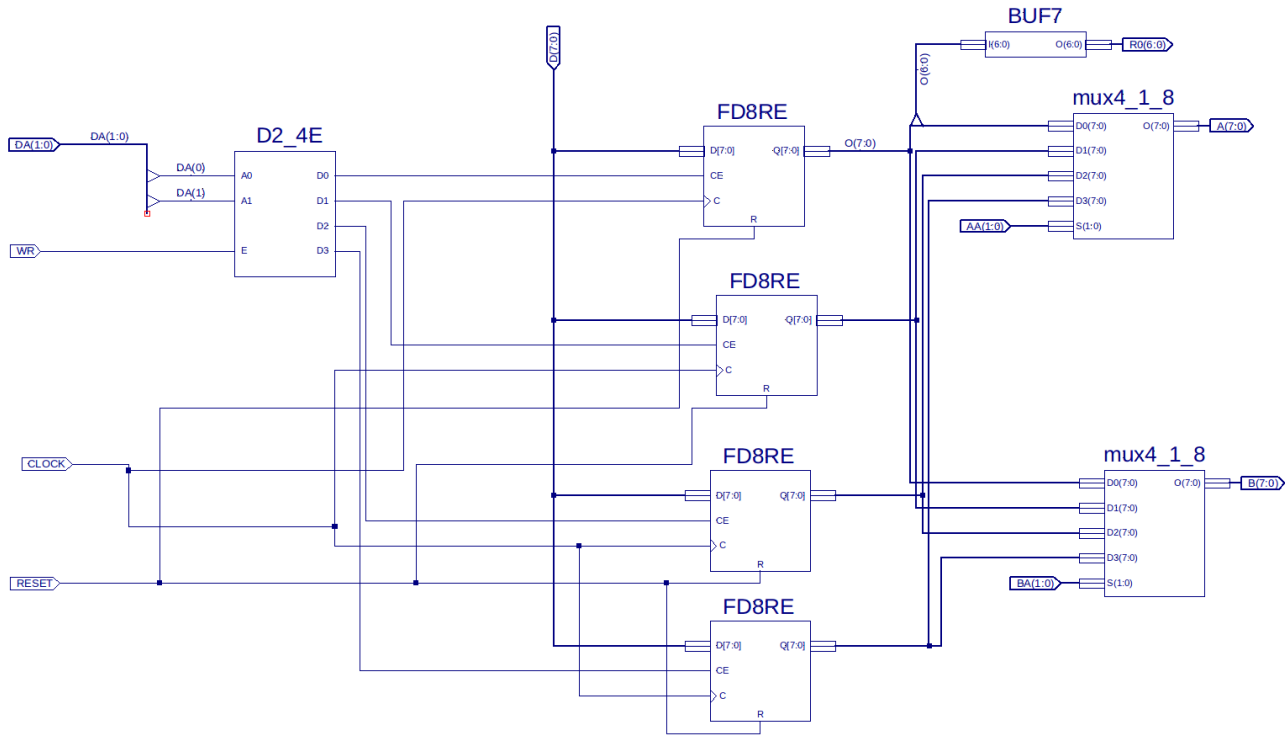 BUF7
I(6:0) O(6:0)
R0(6:0)
O(6:0)
D(7:0)
mux4_1_8
D0(7:0) O(7:0)
D1(7:0)
D2(7:0)
D3(7:0)
S(1:0)
A(7:0)
AA(1:0)
FD8RE
D[7:0] Q[7:0]
CE
C
R
O(7:0)
D2_4E
A0 D0
A1 D1
D2
E D3
DA(1:0)
DA(1:0)
DA(0)
DA(1)
WR
FD8RE
D[7:0] Q[7:0]
CE
C
R
CLOCK
FD8RE
D[7:0] Q[7:0]
CE
C
R
mux4_1_8
D0(7:0) O(7:0)
D1(7:0)
D2(7:0)
D3(7:0)
S(1:0)
B(7:0)
BA(1:0)
RESET
FD8RE
D[7:0] Q[7:0]
CE
C
R